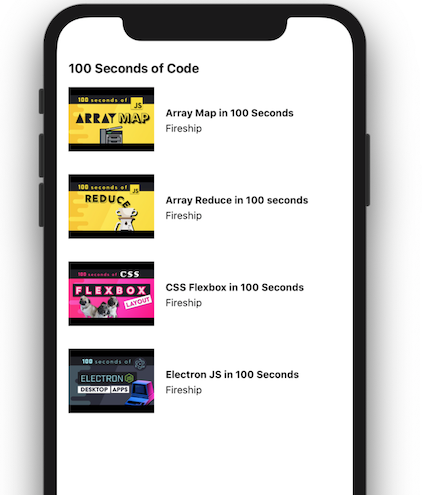 100 Seconds of Code
100 seconds of
JS
ARRAY MAP
Array Map in 100 Seconds
Fireship
100 seconds of
JS
REDUCE
Array Reduce in 100 seconds
Fireship
100 seconds of CSS
FLEXBOX
LAYOUT
CSS Flexbox in 100 Seconds
Fireship
100 seconds of
ELECTRON JS
DESKTOP APPS
Electron JS in 100 Seconds
Fireship